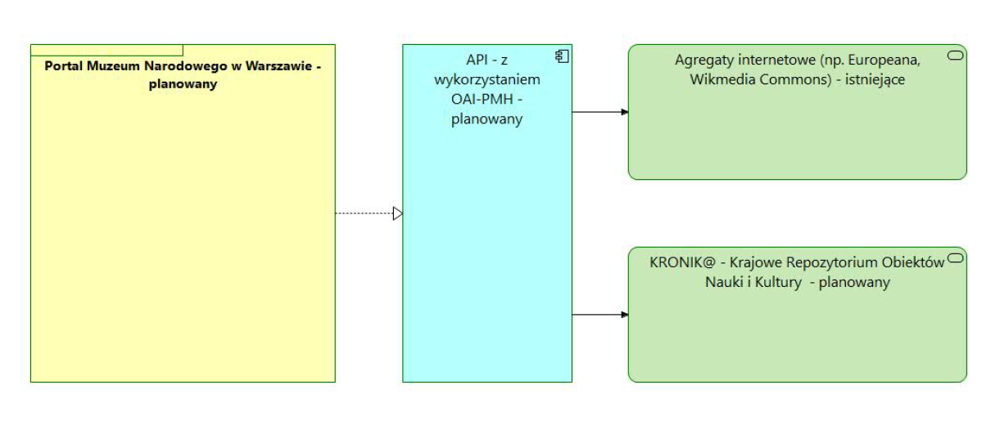 Portal Muzeum Narodowego w Warszawie -
planowany
API - z
wykorzystaniem
OAI-PMH -
planowany
Agregaty internetowe (np. Europeana,
Wikmedia Commons) - istniejące
KRONIK@ - Krajowe Repozytorium Obiektów
Nauki i Kultury - planowany